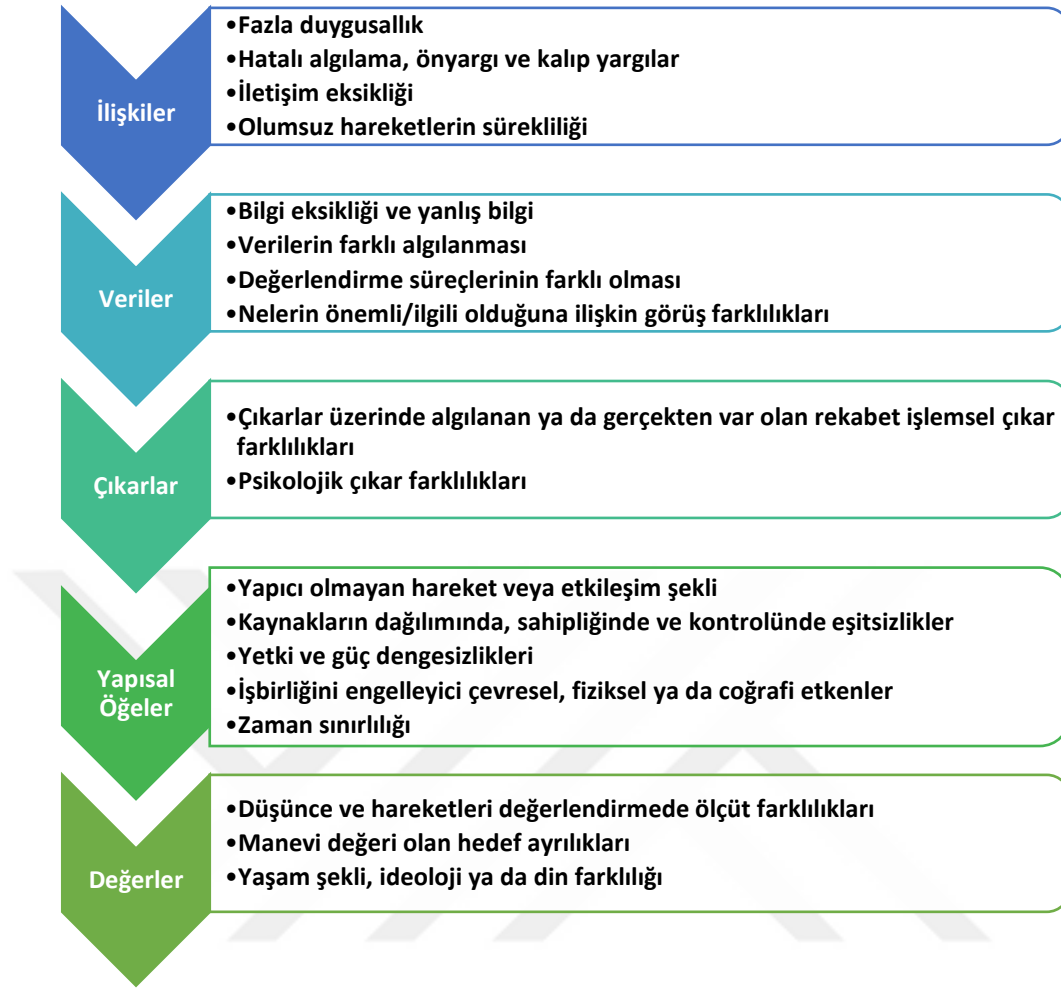 İlişkiler
•Fazla duygusallık
•Hatalı algılama, önyargı ve kalıp yargılar
•İletişim eksikliği
•Olumsuz hareketlerin sürekliliği
Veriler
•Bilgi eksikliği ve yanlış bilgi
•Verilerin farklı algılanması
•Değerlendirme süreçlerinin farklı olması
•Nelerin önemli/ilgili olduğuna ilişkin görüş farklılıkları
Çıkarlar
•Çıkarlar üzerinde algılanan ya da gerçekten var olan rekabet işlemsel çıkar
farklılıkları
•Psikolojik çıkar farklılıkları
Yapısal
Öğeler
•Yapıcı olmayan hareket veya etkileşim şekli
•Kaynakların dağılımında, sahipliğinde ve kontrolünde eşitsizlikler
•Yetki ve güç dengesizlikleri
•İşbirliğini engelleyici çevresel, fiziksel ya da coğrafi etkenler
•Zaman sınırlılığı
Değerler
•Düşünce ve hareketleri değerlendirmede ölçüt farklılıkları
•Manevi değeri olan hedef ayrılıkları
•Yaşam şekli, ideoloji ya da din farklılığı